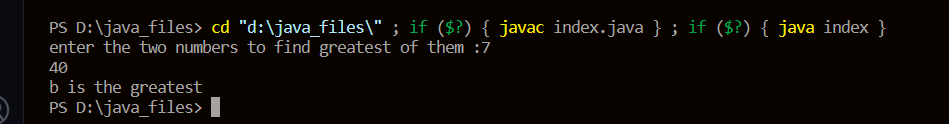 PS D:\java_files> cd "d:\java_files\" ; if ($?) { javac index.java } ; if ($?) { java index }
enter the two numbers to find greatest of them :7
40
b is the greatest
PS D:\java_files>